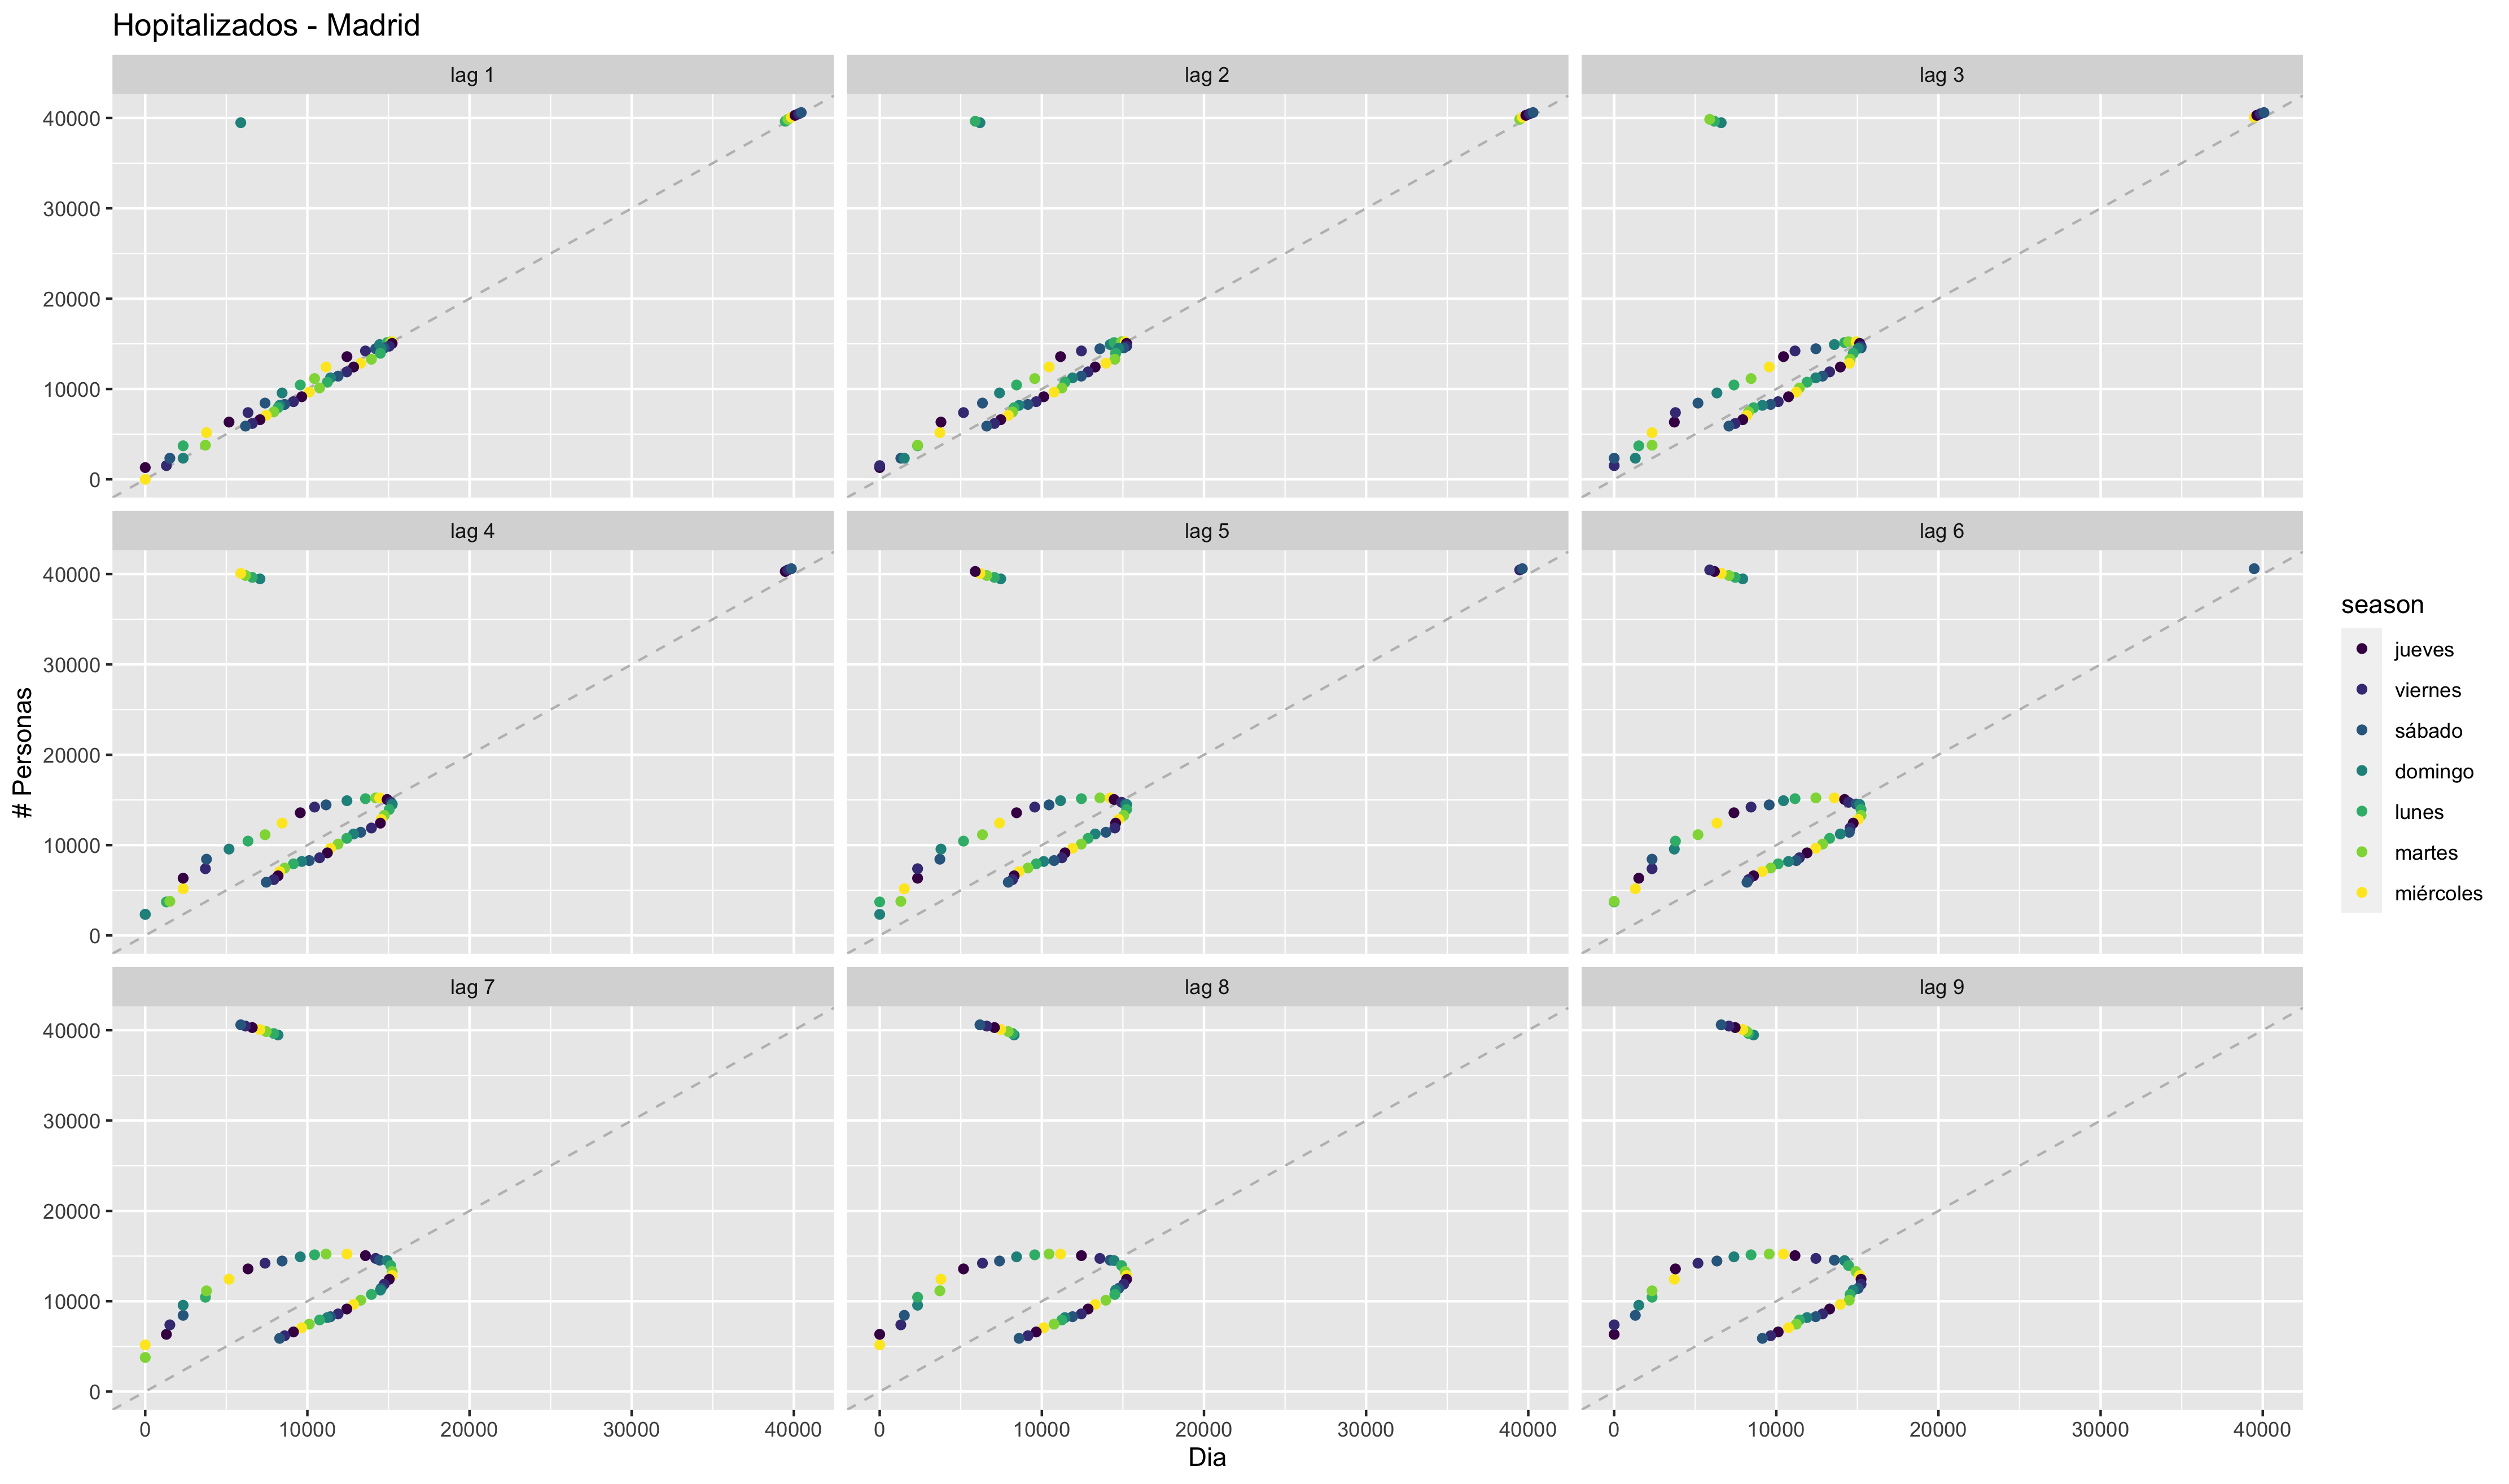 Hopitalizados - Madrid
lag 1
lag 2
lag 3
40000
30000
20000
10000
0
lag 4
lag 5
lag 6
40000
30000
20000
10000
0
lag 7
lag 8
lag 9
40000
30000
20000
10000
0
0 10000 20000 30000 40000
0 10000 20000 30000 40000
0 10000 20000 30000 40000
Dia
# Personas
season
jueves
viernes
sábado
domingo
lunes
martes
miércoles